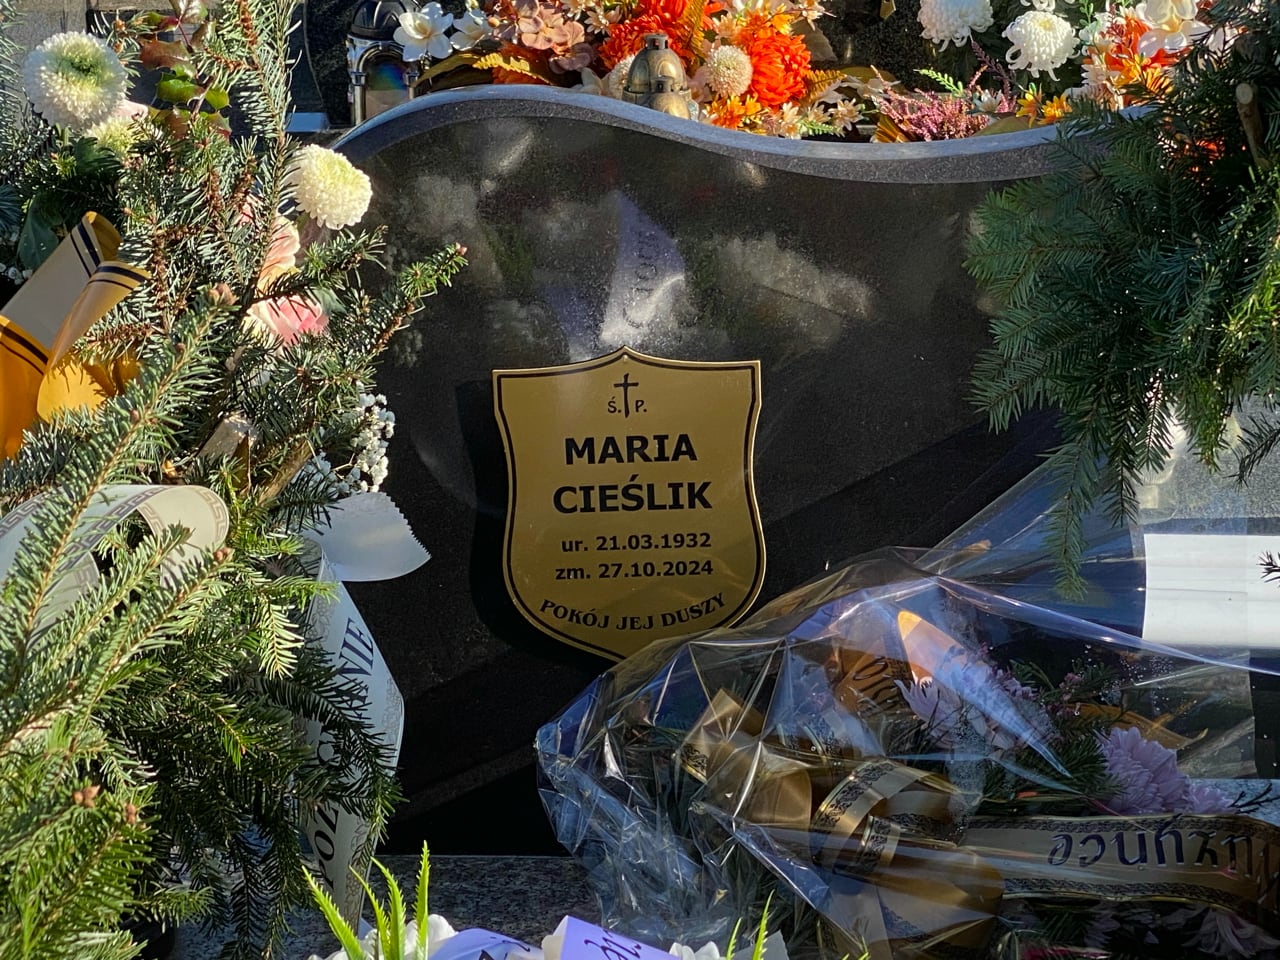 Ś. P.
MARIA
CIEŚLIK
ur. 21.03.1932
zm. 27.10.2024
POKÓJ JEJ DUSZY